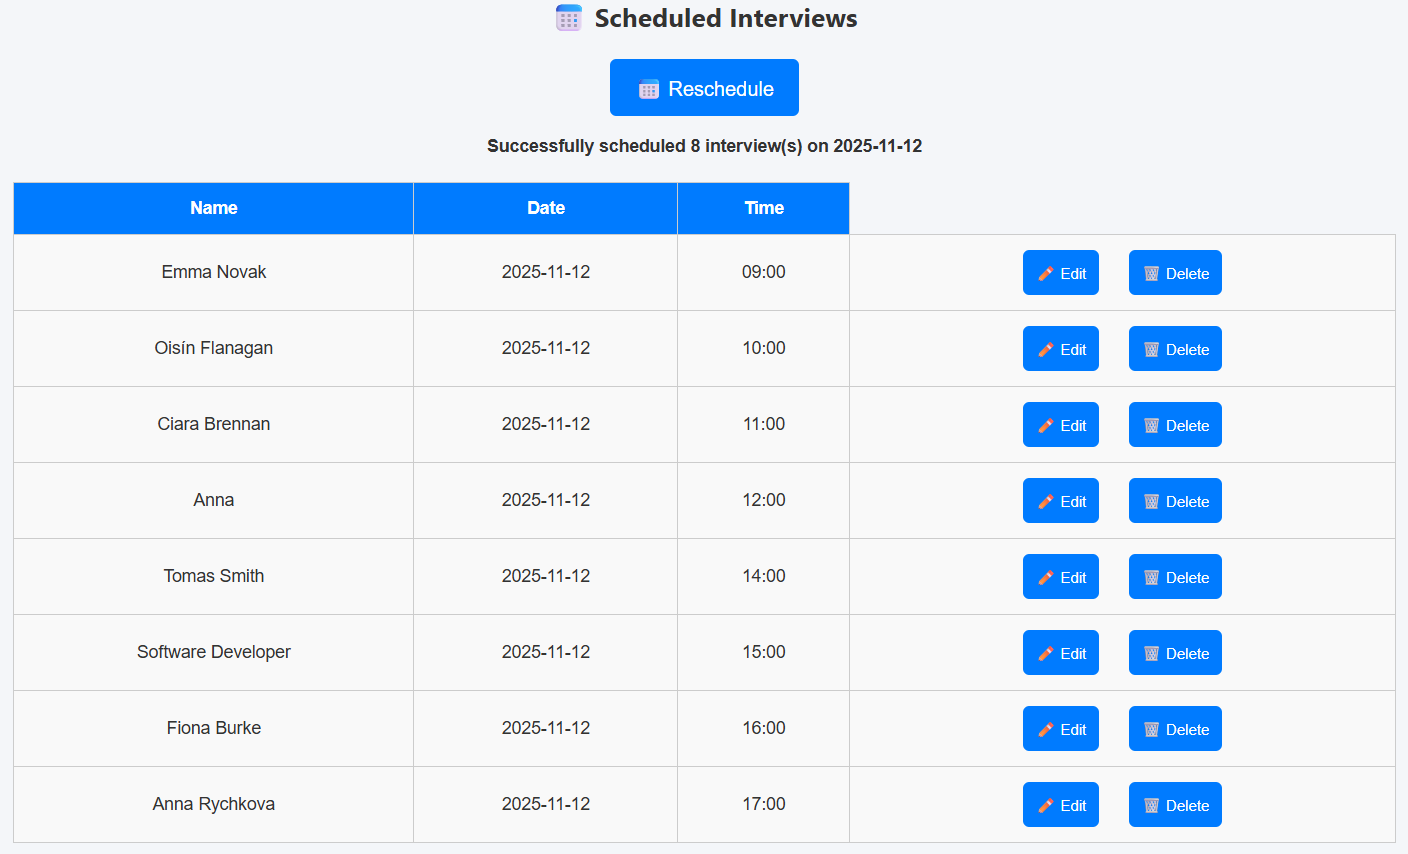 Scheduled Interviews
Reschedule
Successfully scheduled 8 interview(s) on 2025-11-12
Name Date Time
Emma Novak 2025-11-12 09:00 Edit Delete
Oisín Flanagan 2025-11-12 10:00 Edit Delete
Ciara Brennan 2025-11-12 11:00 Edit Delete
Anna 2025-11-12 12:00 Edit Delete
Tomas Smith 2025-11-12 14:00 Edit Delete
Software Developer 2025-11-12 15:00 Edit Delete
Fiona Burke 2025-11-12 16:00 Edit Delete
Anna Rychkova 2025-11-12 17:00 Edit Delete